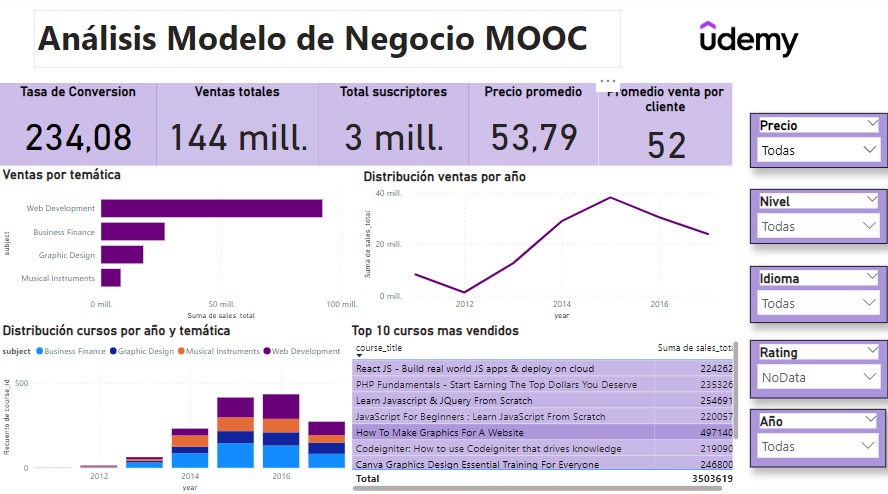 Análisis Modelo de Negocio MOOC
udemy
Tasa de Conversion
234,08
Ventas totales
144 mill.
Total suscriptores
3 mill.
Precio promedio
53,79
Promedio venta por
cliente
52
Precio
Todas
Nivel
Todas
Idioma
Todas
Rating
NoData
Año
Todas
Ventas por temática
subject
Web Development
Business Finance
Graphic Design
Musical Instruments
0 mill.
50 mill.
100 mill.
Suma de sales_total
Distribución ventas por año
Suma de sales_total
40 mill.
20 mill.
0 mill.
2012
2014
2016
year
Distribución cursos por año y temática
subject Business Finance Graphic Design Musical Instruments Web Development
Recuento de course_id
500
0
2012
2014
2016
year
Top 10 cursos mas vendidos
course_title Suma de sales_tota
React JS - Build real world JS apps & deploy on cloud 224262
PHP Fundamentals - Start Earning The Top Dollars You Deserve 235326
Learn Javascript & JQuery From Scratch 254691
JavaScript For Beginners : Learn JavaScript From Scratch 220057
How To Make Graphics For A Website 497140
Codeigniter: How to use Codeigniter that drives knowledge 219090
Canva Graphics Design Essential Training For Everyone 246800
Total 3503619